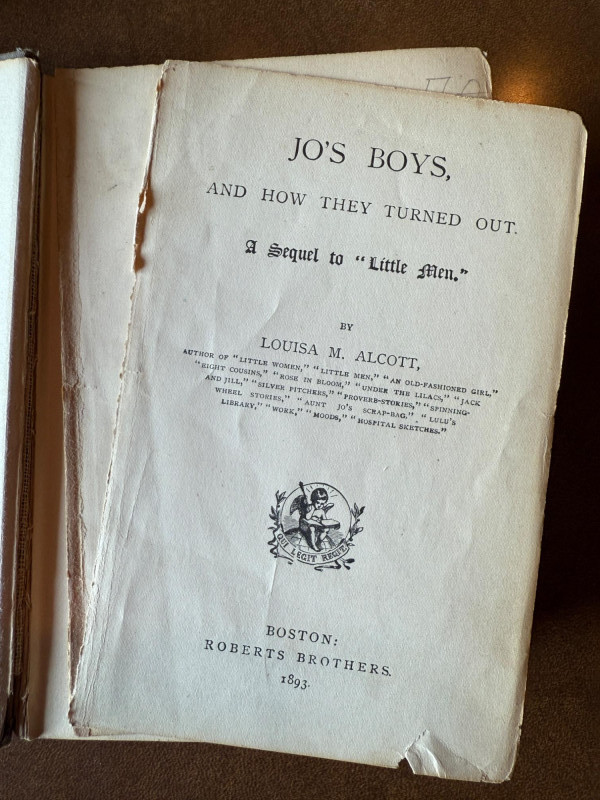 JO'S BOYS,
AND HOW THEY TURNED OUT.
A Sequel to "Little Men."
BY
LOUISA M. ALCOTT,
AUTHOR OF "LITTLE WOMEN," "LITTLE MEN," "AN OLD-FASHIONED GIRL,"
"EIGHT COUSINS," "ROSE IN BLOOM," "UNDER THE LILACS," "JACK
AND JILL," "SILVER PITCHERS," "PROVERB-STORIES," "SPINNING-
WHEEL STORIES," "AUNT JO'S SCRAP-BAG," "LULU'S
LIBRARY," "WORK," "MOODS," "HOSPITAL SKETCHES."
QUI LEGIT REGIT
BOSTON:
ROBERTS BROTHERS.
1893.